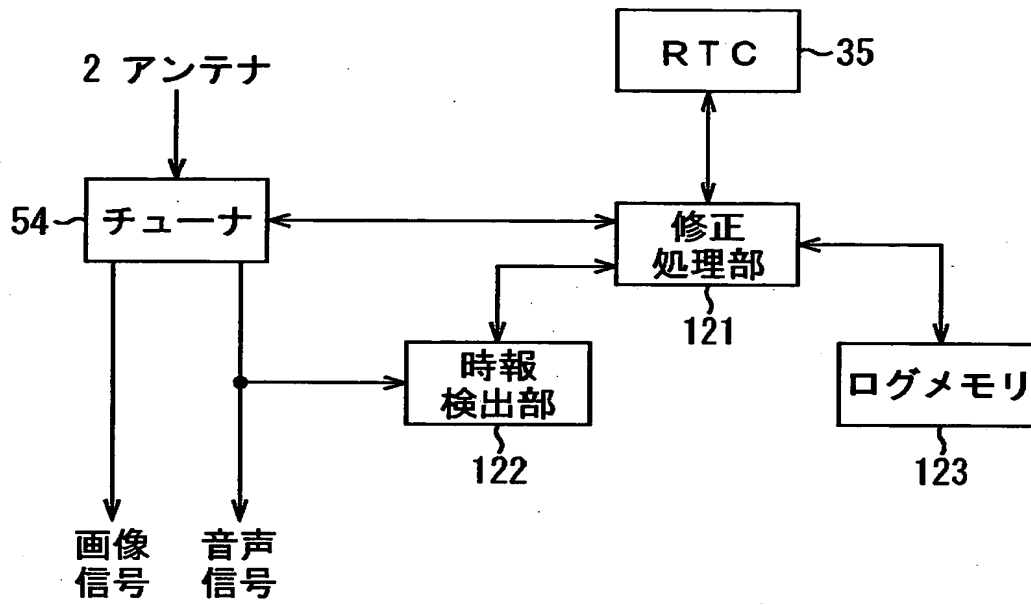 RTC
35
2 アンテナ
54
チューナ
修正
処理部
121
時報
検出部
122
ログメモリ
123
画像
信号
音声
信号